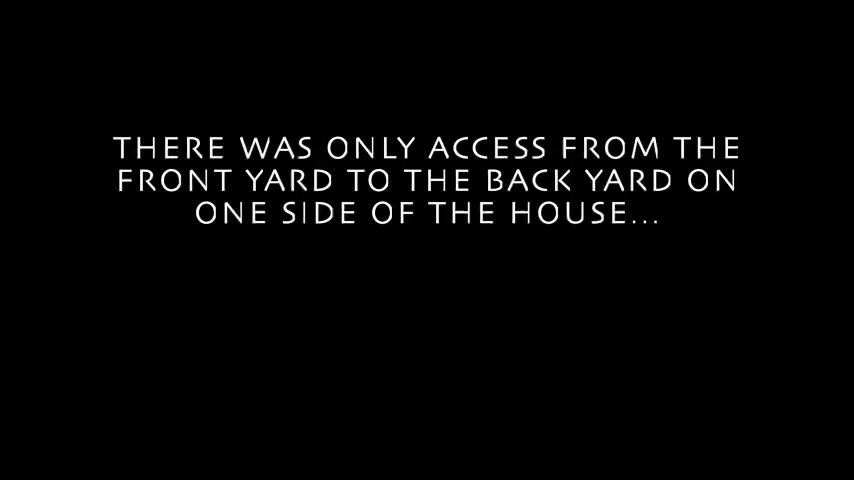 THERE WAS ONLY ACCESS FROM THE
FRONT YARD TO THE BACK YARD ON
ONE SIDE OF THE HOUSE...